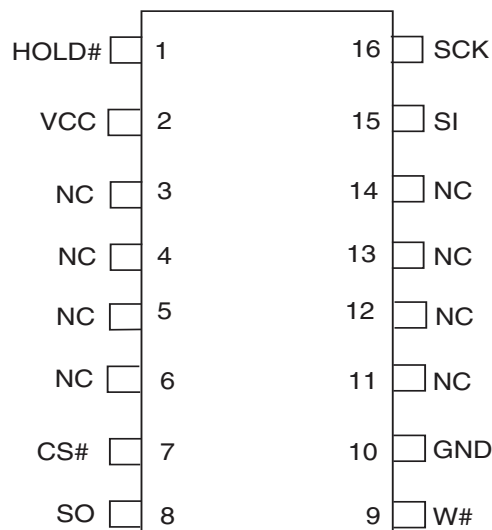 HOLD# 1 16 SCK
VCC 2 15 SI
NC 3 14 NC
NC 4 13 NC
NC 5 12 NC
NC 6 11 NC
CS# 7 10 GND
SO 8 9 W#